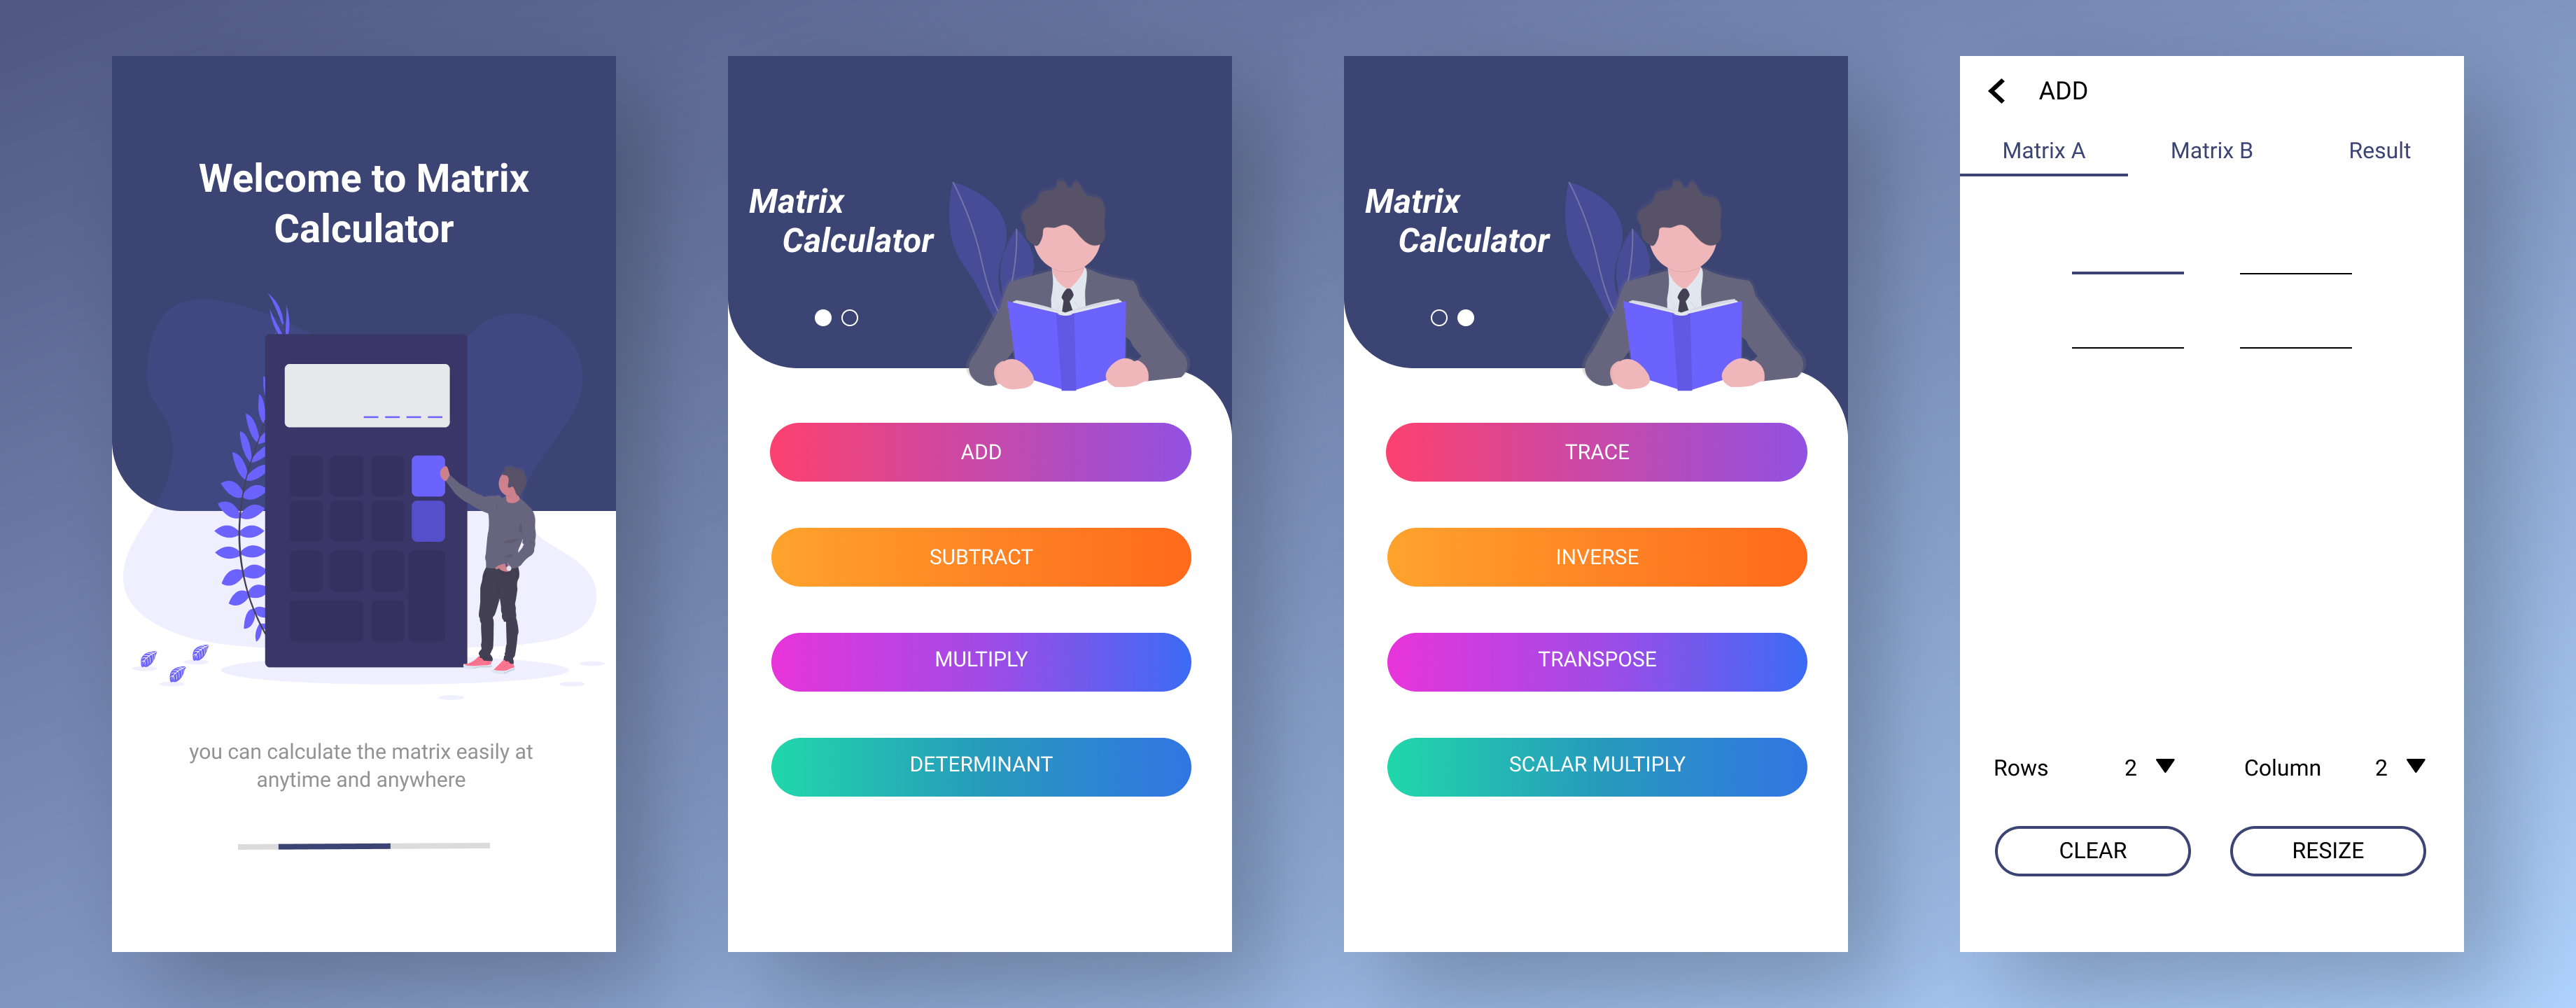 Welcome to Matrix
Calculator
you can calculate the matrix easily at
anytime and anywhere
Matrix
Calculator
ADD
SUBTRACT
MULTIPLY
DETERMINANT
Matrix
Calculator
TRACE
INVERSE
TRANSPOSE
SCALAR MULTIPLY
ADD
Matrix A Matrix B Result
Rows 2 Column 2
CLEAR RESIZE